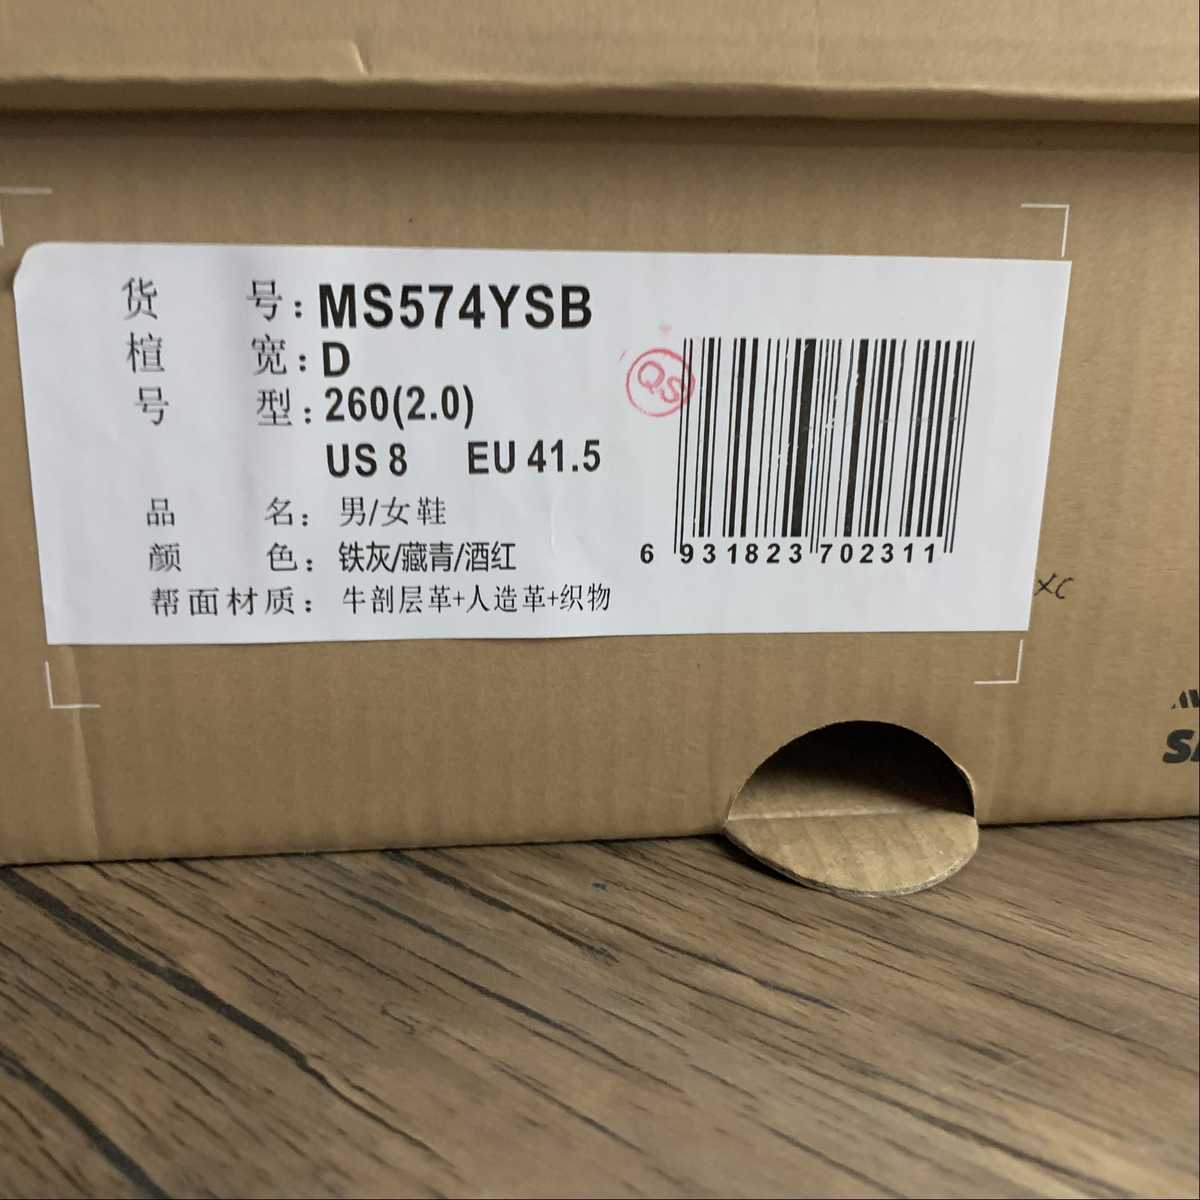 货 号: MS574YSB
楦 宽: D
号 型: 260(2.0)
US 8 EU 41.5
品 名: 男/女鞋
颜 色: 铁灰/藏青/酒红
帮面材质: 牛剖层革+人造革+织物
QS
6 931823 702311
XC